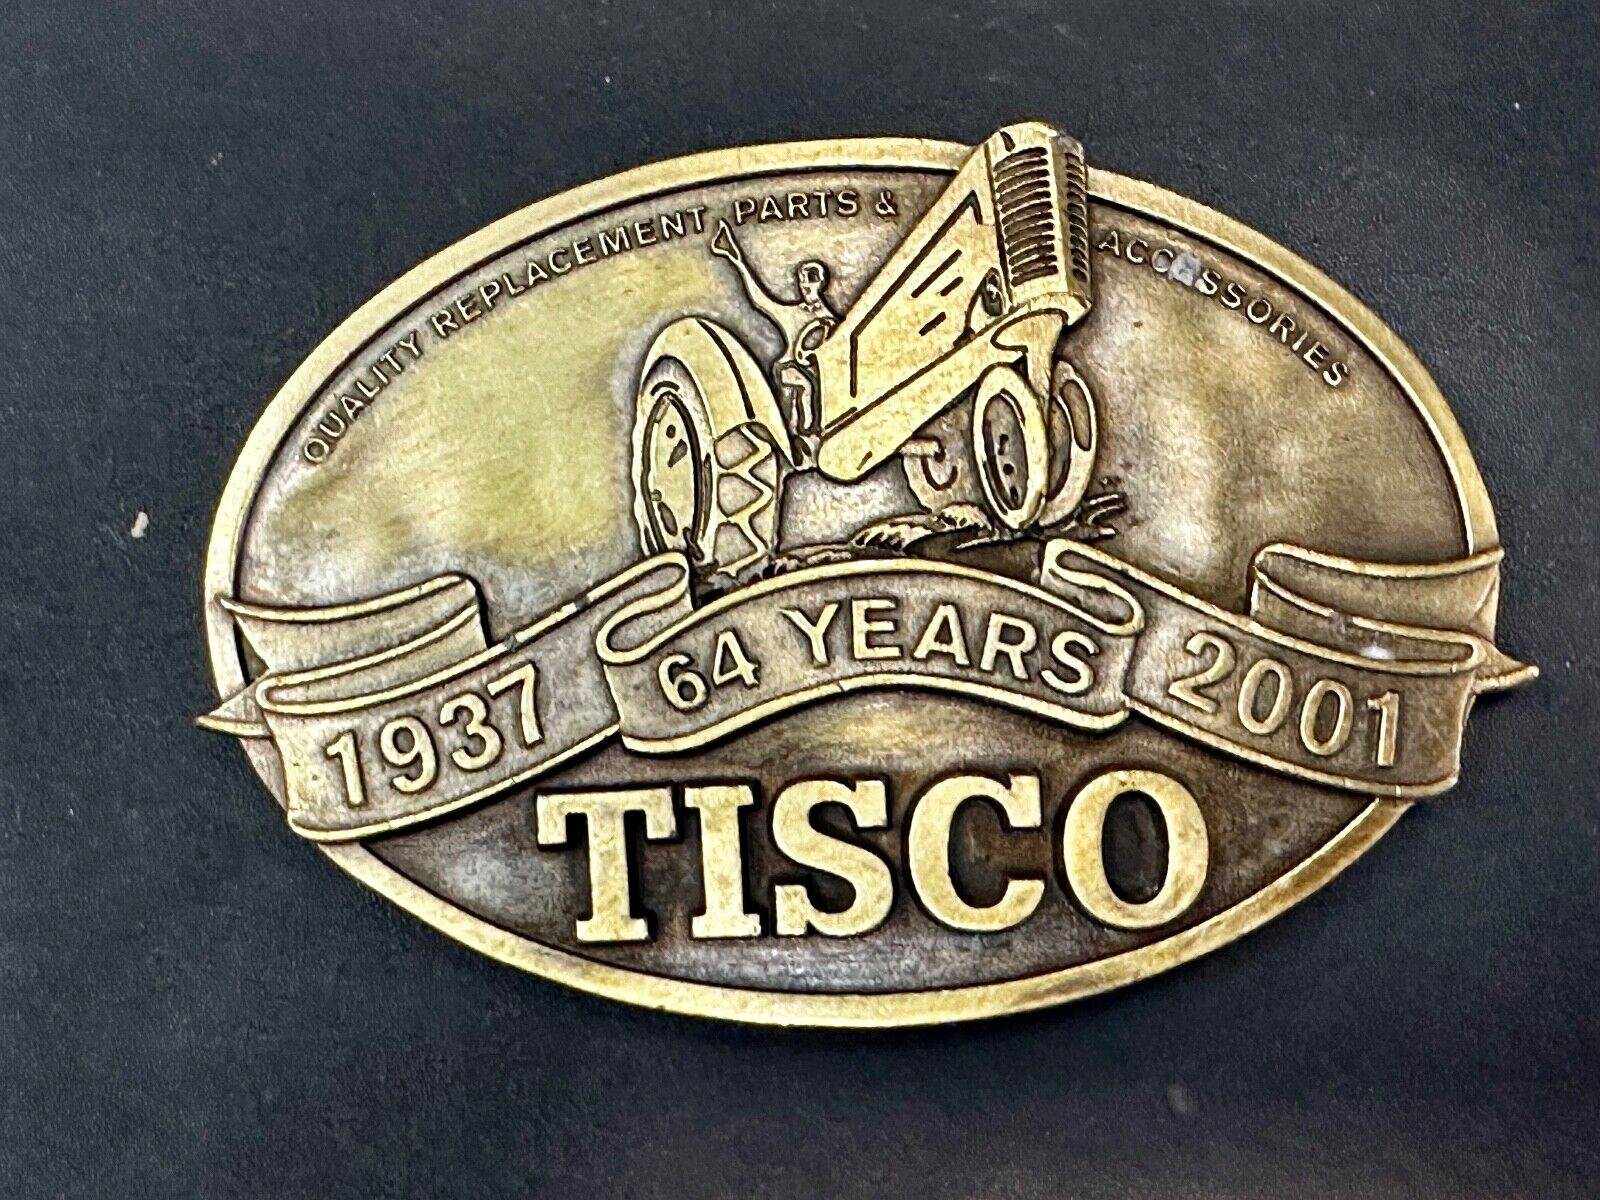 QUALITY REPLACEMENT PARTS & ACCESSORIES
1937 64 YEARS 2001
TISCO